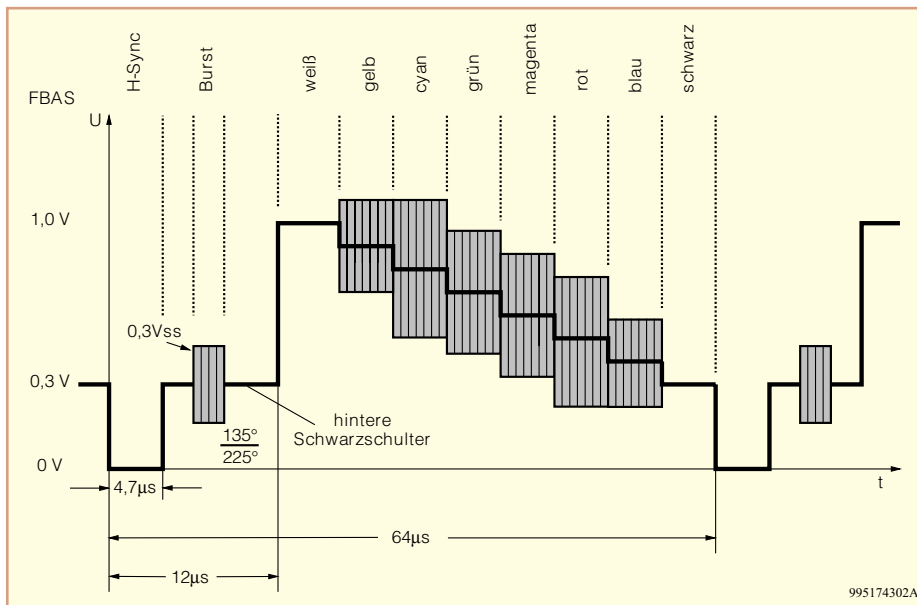 H-Sync
Burst
weiß
gelb
cyan
grün
magenta
rot
blau
schwarz
FBAS
U
1,0 V
0,3Vss
0,3 V
hintere
Schwarzschulter
135°
225°
0 V
t
4,7µs
64µs
12µs
995174302A